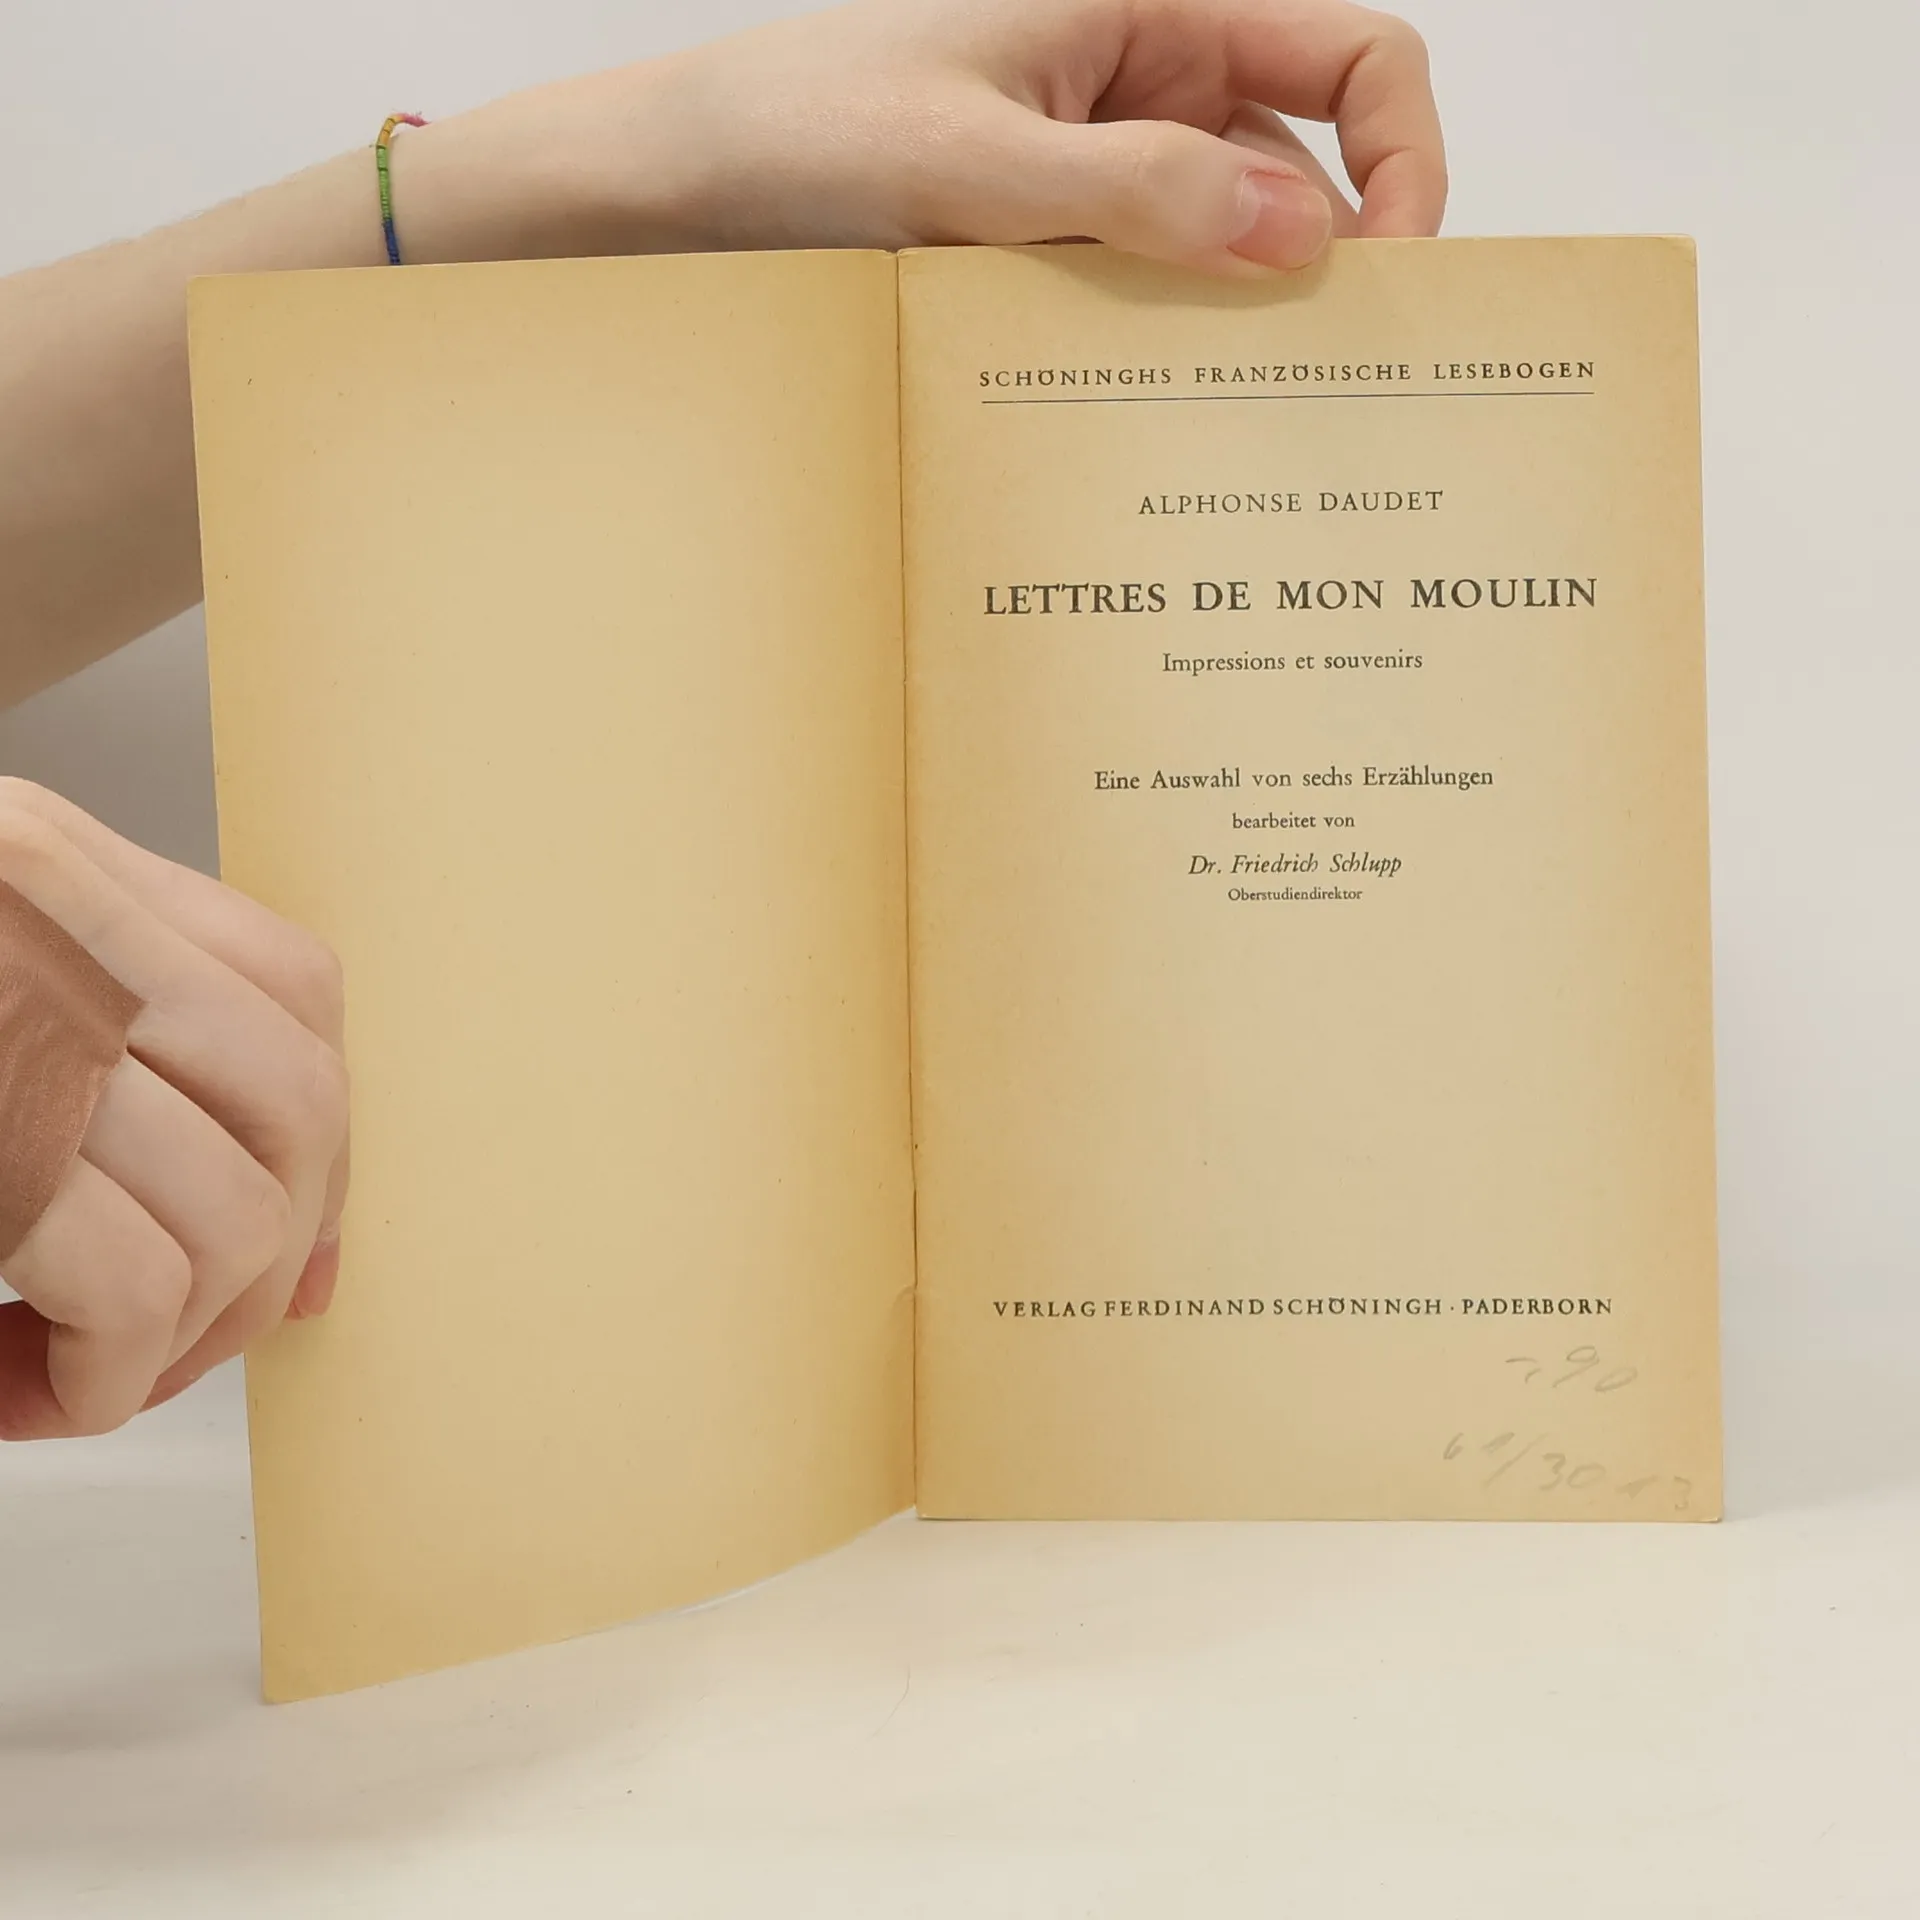 SCHÖNINGHS FRANZÖSISCHE LESEBOGEN
ALPHONSE DAUDET
LETTRES DE MON MOULIN
Impressions et souvenirs
Eine Auswahl von sechs Erzählungen
bearbeitet von
Dr. Friedrich Schlupp
Oberstudiendirektor
VERLAG FERDINAND SCHÖNINGH · PADERBORN